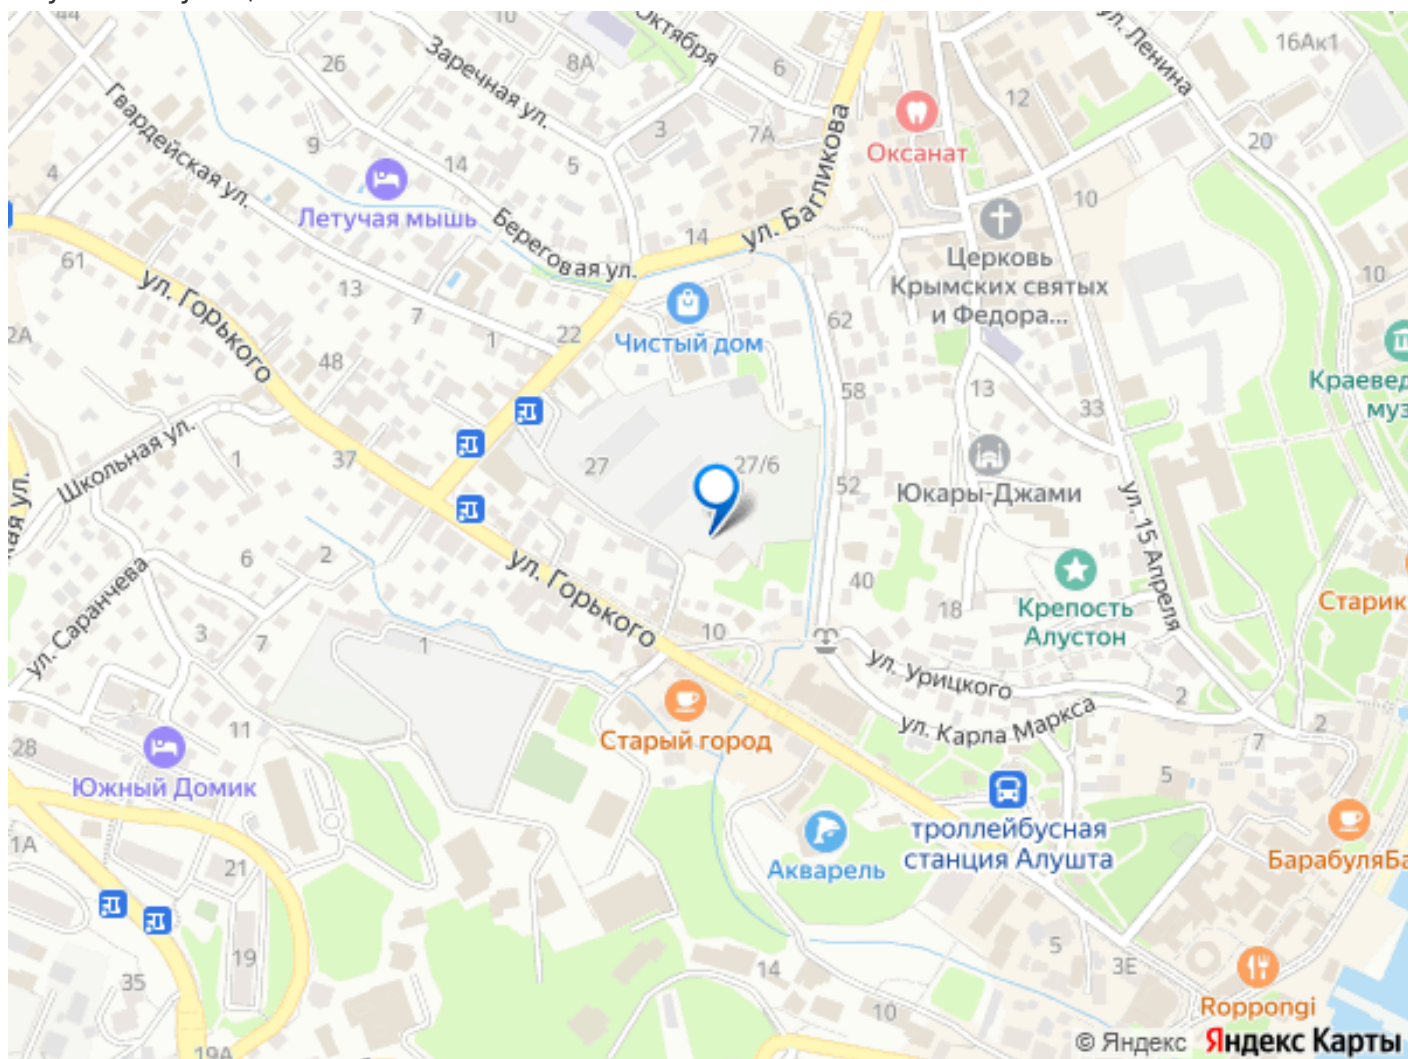 44
10
Октября
ул. Ленина
16Ак1
26
Заречная ул.
8А
6
12
Гвардейская ул.
9
14
3
7А
5
Оксанат
20
4
10
Летучая мышь
Береговая ул.
14
ул. Багликова
Церковь
Крымских святых
и Федора...
61
ул. Горького
13
7
1
22
Чистый дом
62
10
2А
48
58
13
33
Краевед
муз
Школьная ул.
1
37
27
27/6
52
Юкары-Джами
ул. 15 Апреля
ая ул.
6
2
ул. Горького
40
18
Крепость
Алустон
Старик
ул. Саранчева
3
7
1
10
ул. Урицкого
2
ул. Карла Маркса
2
7
28
11
Старый город
5
Южный Домик
1А
21
Акварель
троллейбусная
станция Алушта
БарабуляБа
19
35
14
5
3Е
10
Roppongi
19А
© Яндекс Яндекс Карты